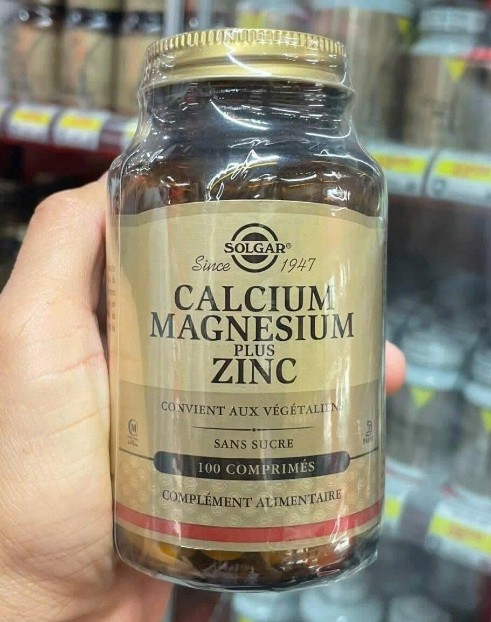 SOLGAR®
Since 1947
CALCIUM
MAGNESIUM
PLUS
ZINC
CONVIENT AUX VÉGÉTALIENS
SANS SUCRE
100 COMPRIMÉS
COMPLÉMENT ALIMENTAIRE